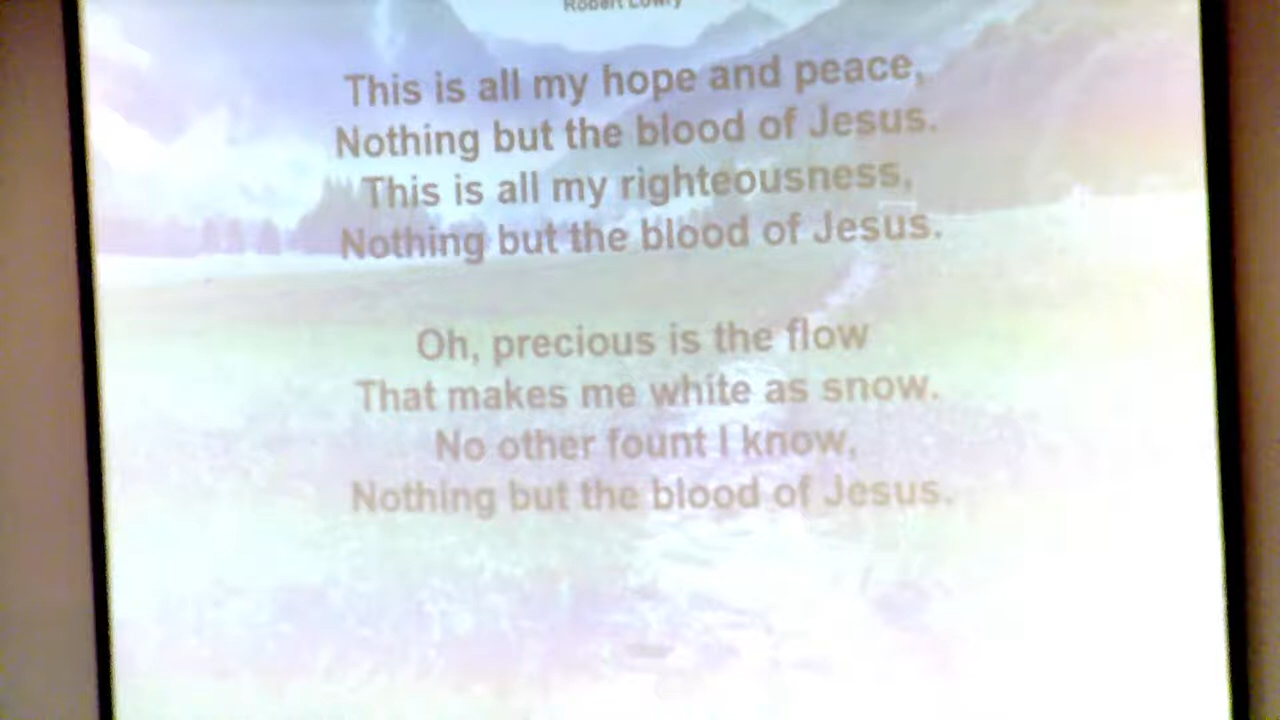 Robert Lowry
This is all my hope and peace,
Nothing but the blood of Jesus.
This is all my righteousness,
Nothing but the blood of Jesus.
Oh, precious is the flow
That makes me white as snow.
No other fount I know,
Nothing but the blood of Jesus.